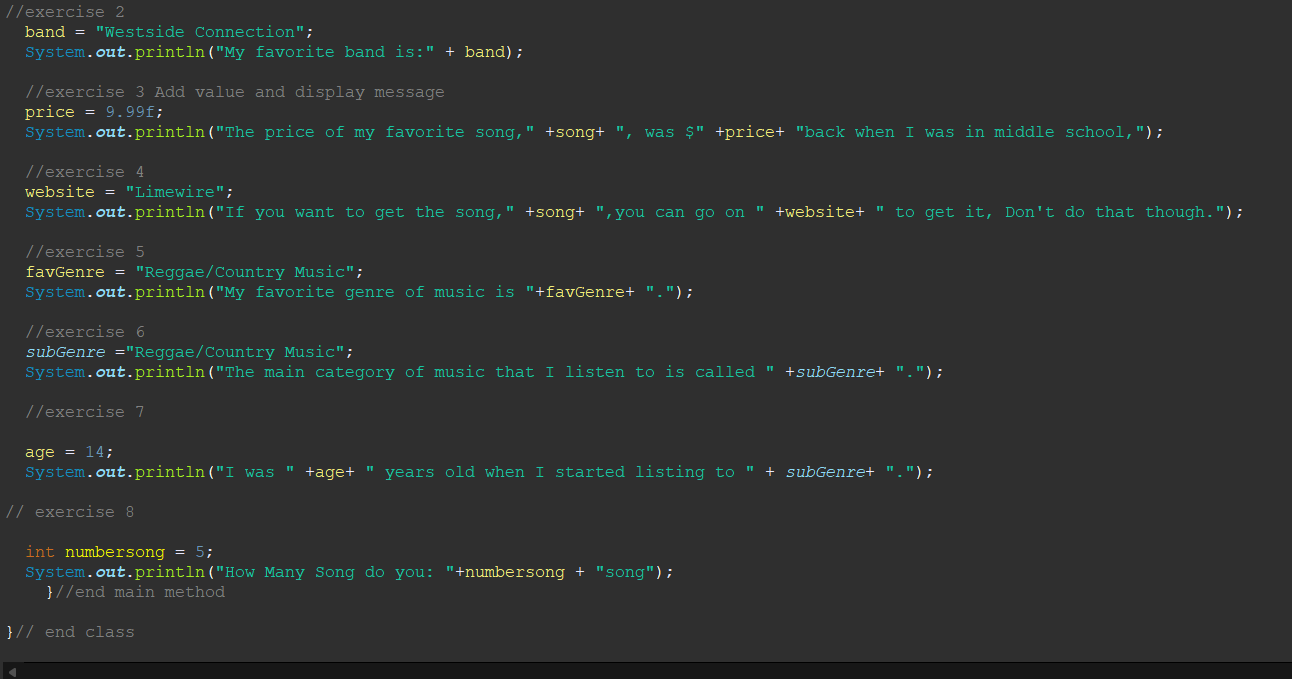 //exercise 2
band = "Westside Connection";
System.out.println("My favorite band is:" + band);
//exercise 3 Add value and display message
price = 9.99f;
System.out.println("The price of my favorite song," +song+ ", was $" +price+ "back when I was in middle school,");
//exercise 4
website = "Limewire";
System.out.println("If you want to get the song," +song+ ",you can go on " +website+ " to get it, Don't do that though.");
//exercise 5
favGenre = "Reggae/Country Music";
System.out.println("My favorite genre of music is "+favGenre+ ".");
//exercise 6
subGenre ="Reggae/Country Music";
System.out.println("The main category of music that I listen to is called " +subGenre+ ".");
//exercise 7
age = 14;
System.out.println("I was " +age+ " years old when I started listing to " + subGenre+ ".");
// exercise 8
int numbersong = 5;
System.out.println("How Many Song do you: "+numbersong + "song");
}//end main method
}// end class